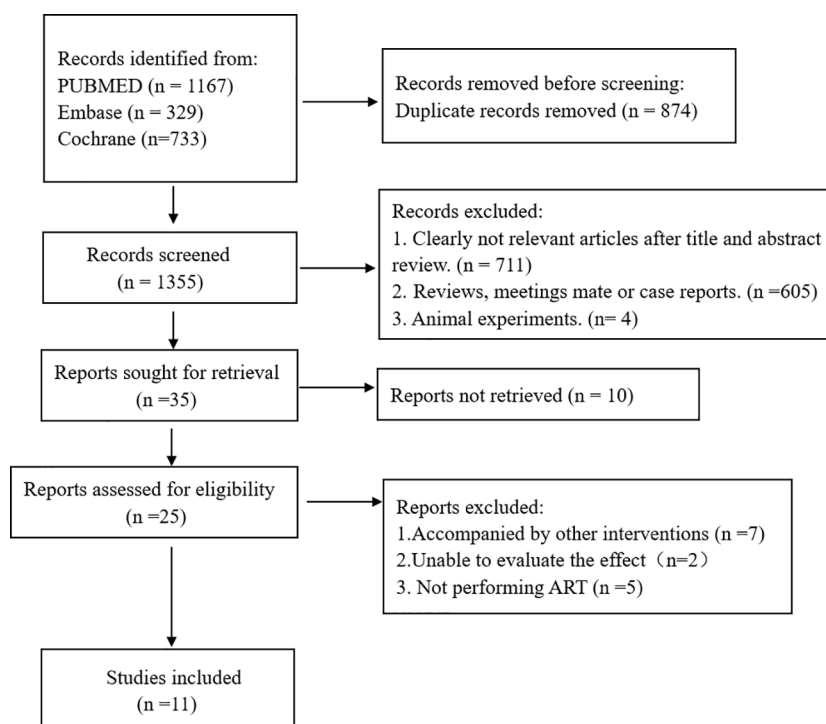 Records identified from:
PUBMED (n = 1167)
Embase (n = 329)
Cochrane (n=733)
Records removed before screening:
Duplicate records removed (n = 874)
Records screened
(n = 1355)
Records excluded:
1. Clearly not relevant articles after title and abstract
review. (n = 711)
2. Reviews, meetings mate or case reports. (n =605)
3. Animal experiments. (n= 4)
Reports sought for retrieval
(n =35)
Reports not retrieved (n = 10)
Reports assessed for eligibility
(n =25)
Reports excluded:
1.Accompanied by other interventions (n =7)
2.Unable to evaluate the effect（n=2）
3. Not performing ART (n =5)
Studies included
(n =11)